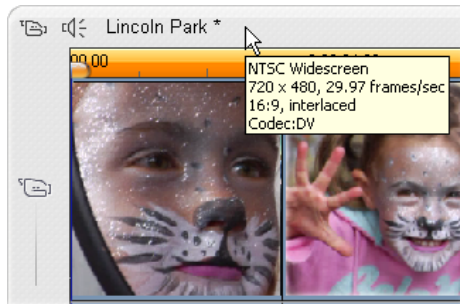 Lincoln Park *
00,00
NTSC Widescreen
720 x 480, 29.97 frames/sec
16:9, interlaced
Codec:DV